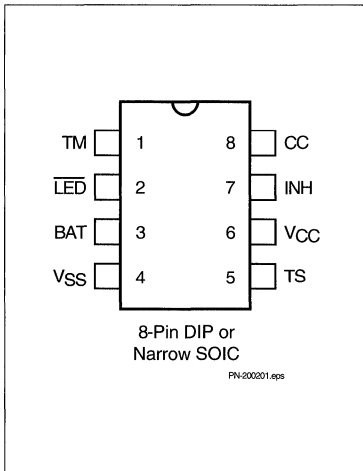 TM 1 8 CC
LED 2 7 INH
BAT 3 6 VCC
VSS 4 5 TS
8-Pin DIP or
Narrow SOIC
PN-200201.eps